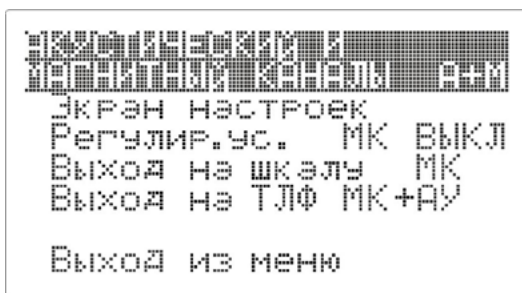 АКУСТИЧЕСКИЙ И
МАГНИТНЫЙ КАНАЛЫ А+М
Экран настроек
Регулир.ус. МК ВЫКЛ
Выход на шкалу МК
Выход на ТЛФ МК+АУ
Выход из меню